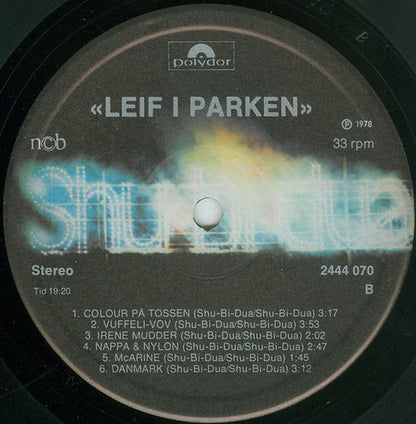 polydor
«LEIF I PARKEN»
ncb
℗ 1978
33 rpm
Shu-bi-dua
Stereo
2444 070
Tid 19:20
B
1. COLOUR PÅ TOSSEN (Shu-Bi-Dua/Shu-Bi-Dua) 3:17
2. VUFFELI-VOV (Shu-Bi-Dua/Shu-Bi-Dua) 3:53
3. IRENE MUDDER (Shu-Bi-Dua/Shu-Bi-Dua) 2:02
4. NAPPA & NYLON (Shu-Bi-Dua/Shu-Bi-Dua) 2:47
5. McARINE (Shu-Bi-Dua/Shu-Bi-Dua) 1:45
6. DANMARK (Shu-Bi-Dua/Shu-Bi-Dua) 3:12